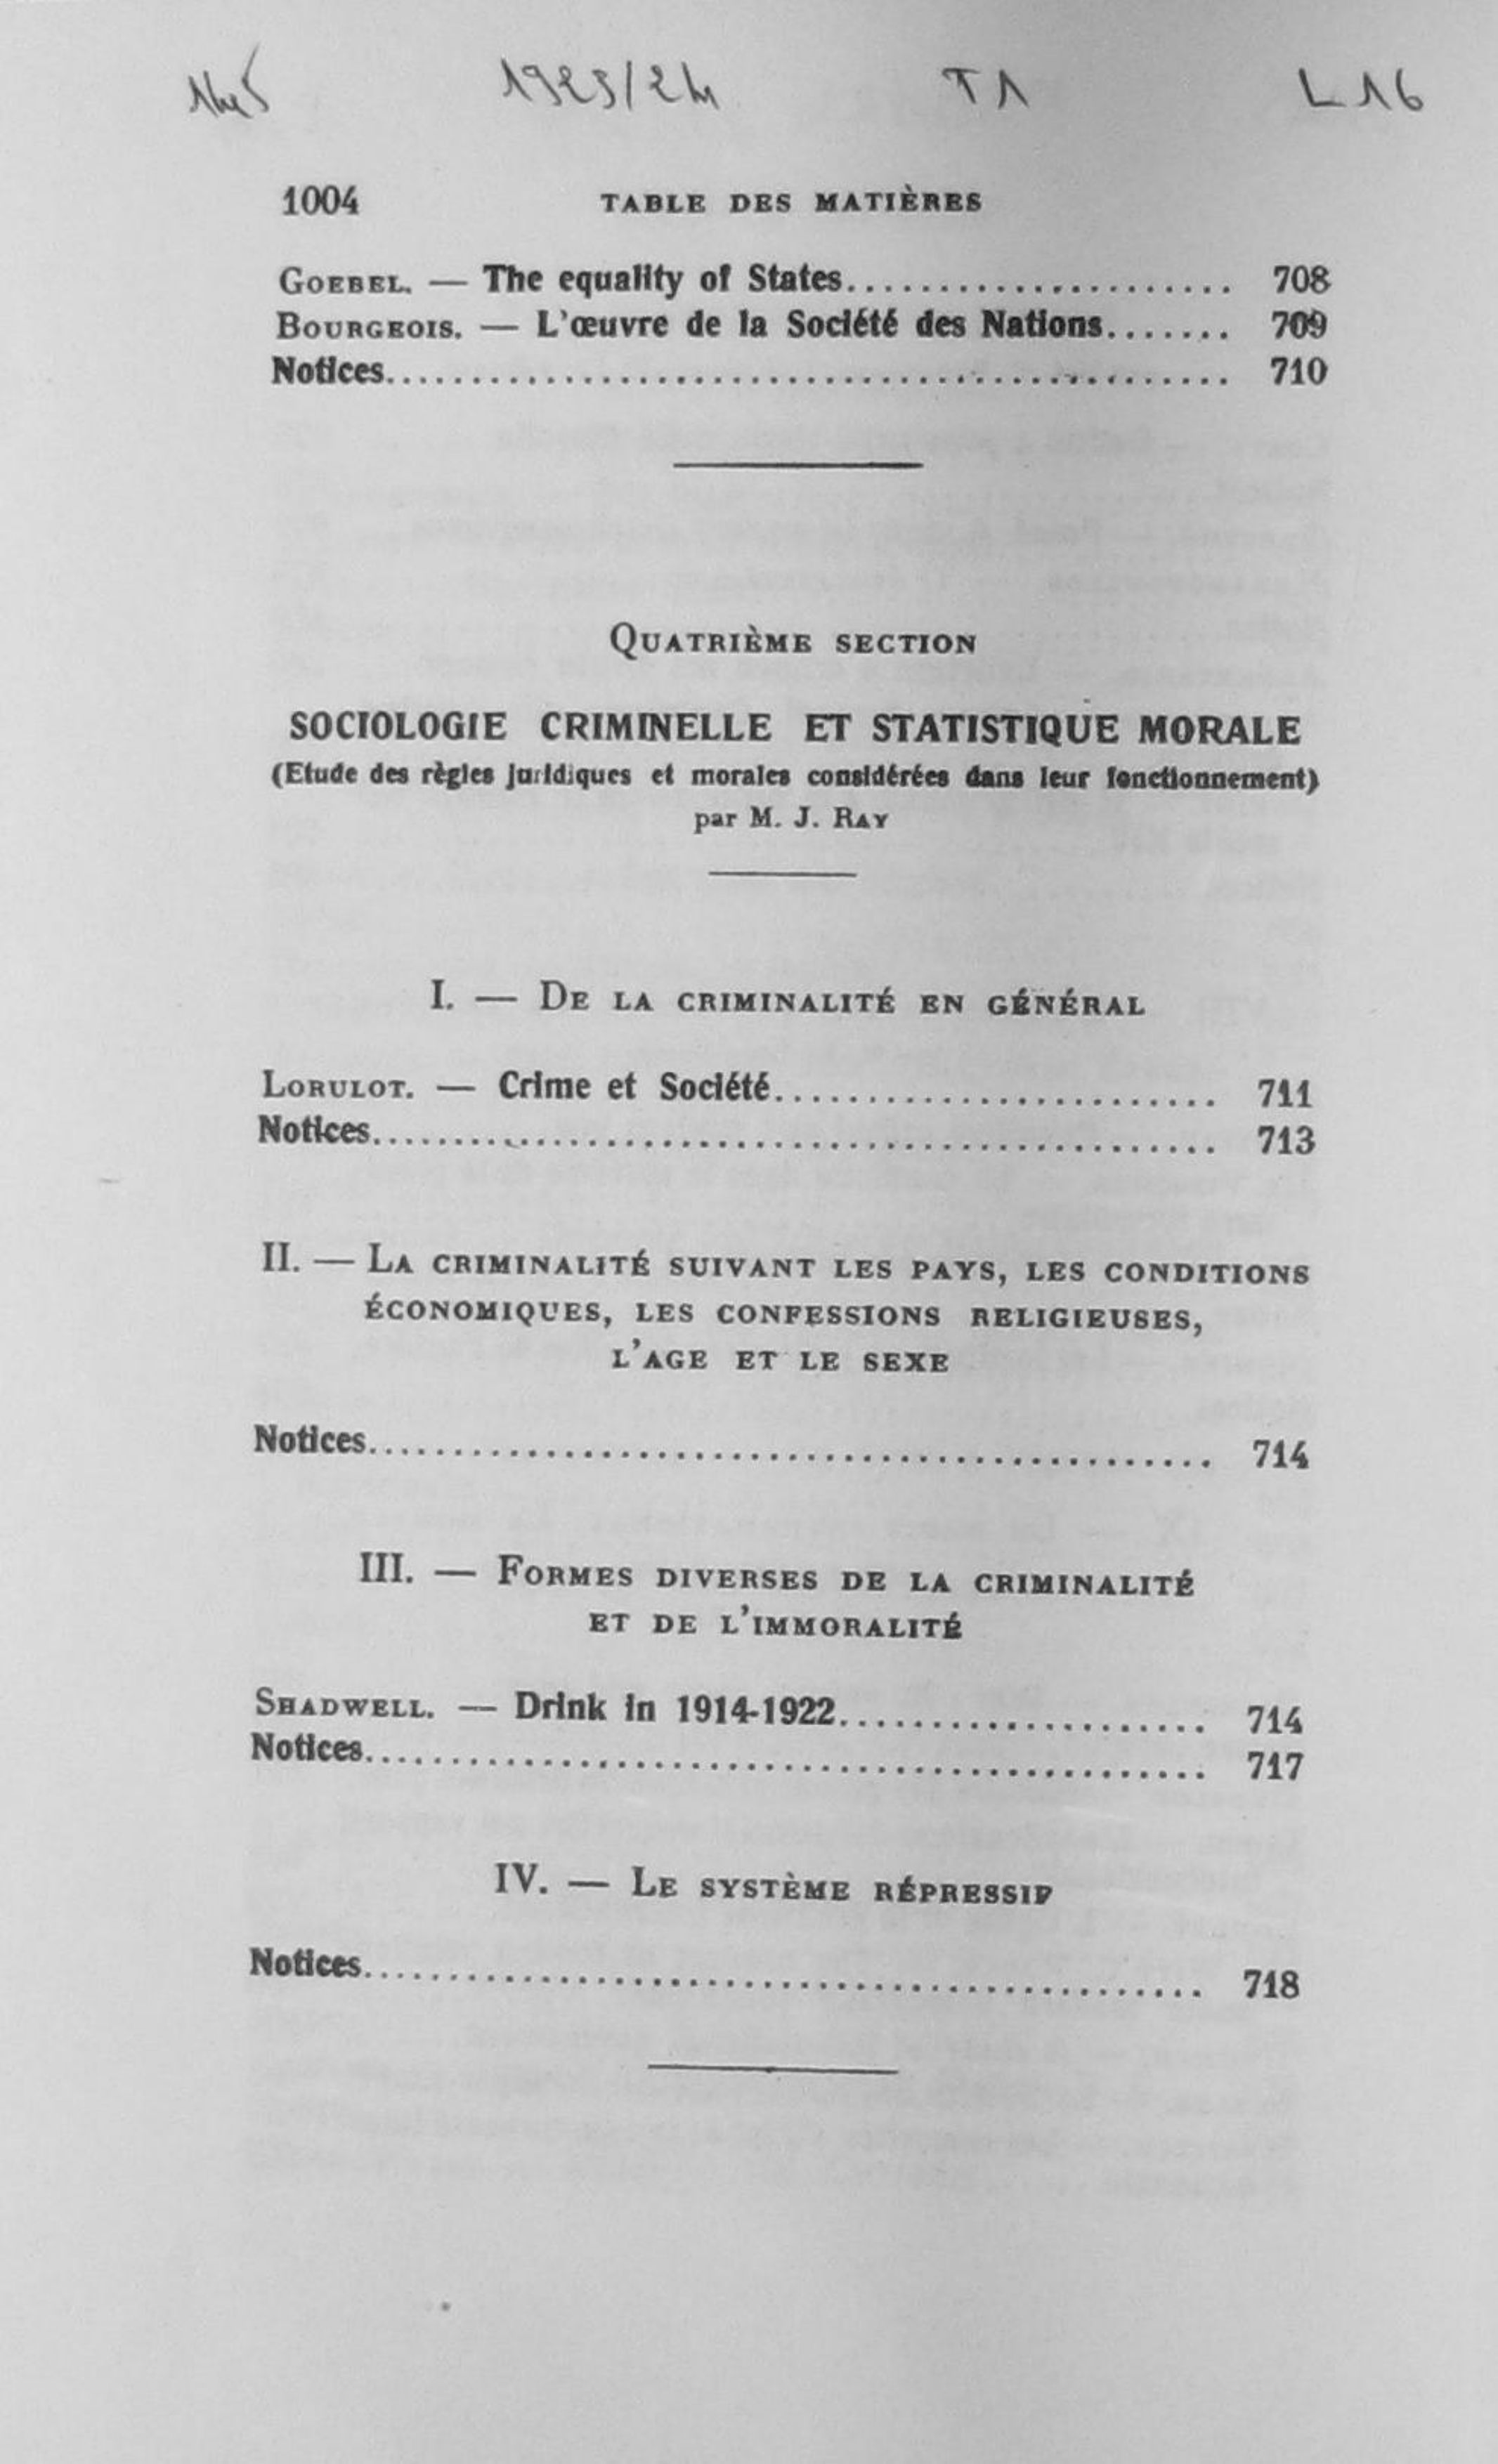 1923/24 T1 L16
1004 TABLE DES MATIÈRES
GOEBEL. — The equality of States...................... 708
BOURGEOIS. — L'œuvre de la Société des Nations....... 709
Notices.............................................. 710
QUATRIÈME SECTION
SOCIOLOGIE CRIMINELLE ET STATISTIQUE MORALE
(Etude des règles juridiques et morales considérées dans leur fonctionnement)
par M. J. RAY
I. — DE LA CRIMINALITÉ EN GÉNÉRAL
LORULOT. — Crime et Société......................... 711
Notices.............................................. 713
II. — LA CRIMINALITÉ SUIVANT LES PAYS, LES CONDITIONS
ÉCONOMIQUES, LES CONFESSIONS RELIGIEUSES,
L'AGE ET LE SEXE
Notices.............................................. 714
III. — FORMES DIVERSES DE LA CRIMINALITÉ
ET DE L'IMMORALITÉ
SHADWELL. — Drink in 1914-1922..................... 714
Notices.............................................. 717
IV. — LE SYSTÈME RÉPRESSIF
Notices.............................................. 718